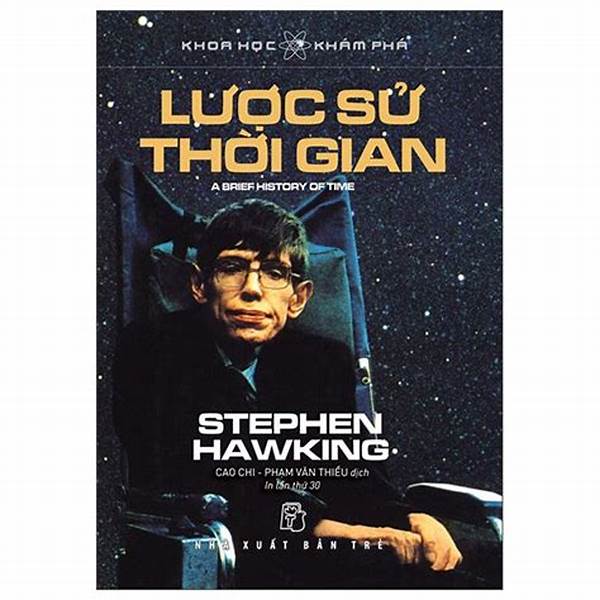 KHOA HỌC KHÁM PHÁ
LƯỢC SỬ
THỜI GIAN
A BRIEF HISTORY OF TIME
STEPHEN
HAWKING
CAO CHI - PHẠM VĂN THIỀU dịch
In lần thứ 30
NHÀ XUẤT BẢN TRẺ